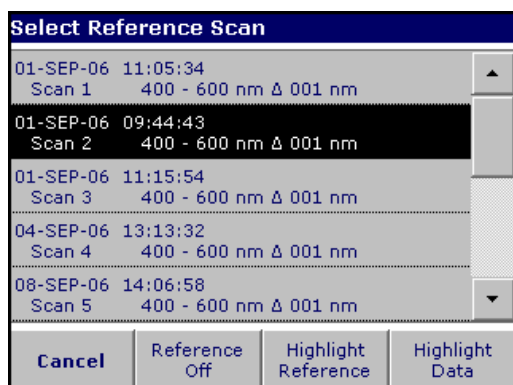 Select Reference Scan
01-SEP-06 11:05:34
Scan 1 400 - 600 nm Δ 001 nm
01-SEP-06 09:44:43
Scan 2 400 - 600 nm Δ 001 nm
01-SEP-06 11:15:54
Scan 3 400 - 600 nm Δ 001 nm
04-SEP-06 13:13:32
Scan 4 400 - 600 nm Δ 001 nm
08-SEP-06 14:06:58
Scan 5 400 - 600 nm Δ 001 nm
Cancel
Reference
Off
Highlight
Reference
Highlight
Data